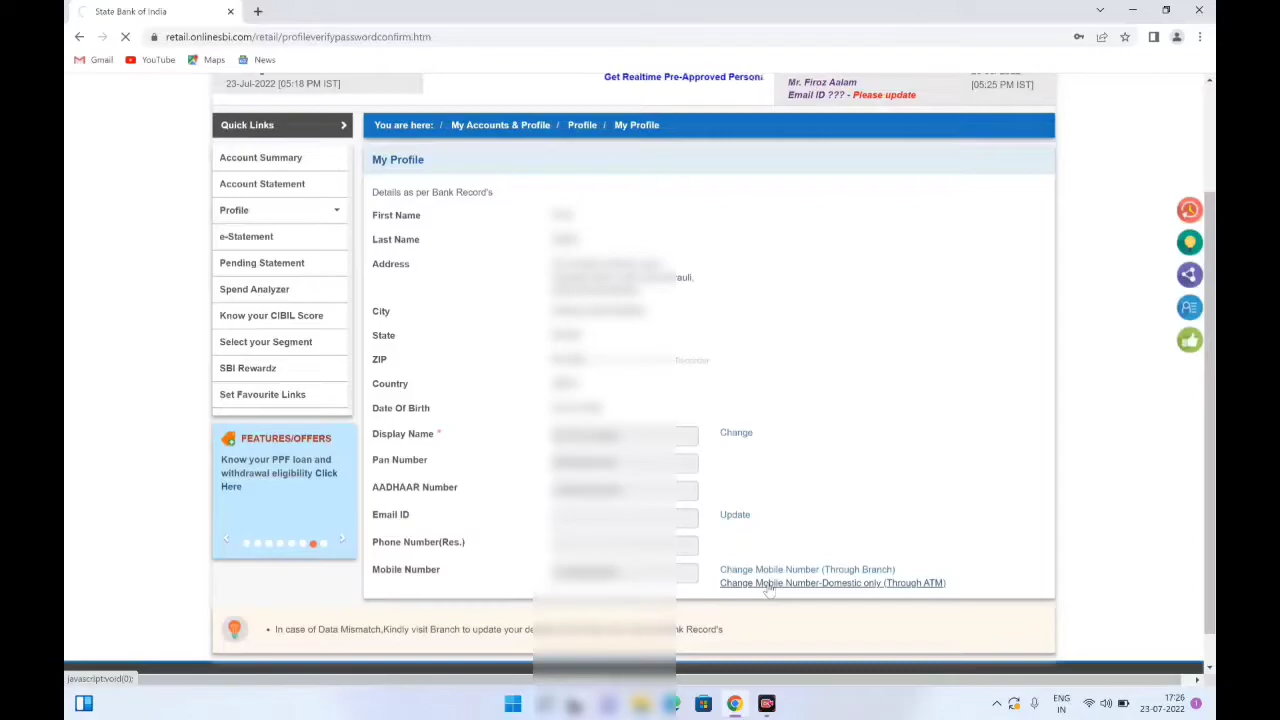 State Bank of India
retail.onlinesbi.com/retail/profileverifypasswordconfirm.htm
Gmail YouTube Maps News
23-Jul-2022 [05:18 PM IST]
Get Realtime Pre-Approved Persona
Mr. Firoz Aalam
[05:25 PM IST]
Email ID ??? - Please update
Quick Links
You are here: / My Accounts & Profile / Profile / My Profile
Account Summary
Account Statement
Profile
e-Statement
Pending Statement
Spend Analyzer
Know your CIBIL Score
Select your Segment
SBI Rewardz
Set Favourite Links
FEATURES/OFFERS
Know your PPF loan and
withdrawal eligibility Click
Here
My Profile
Details as per Bank Record's
First Name
Last Name
Address
rauli,
City
State
ZIP
Country
Date Of Birth
Display Name * Change
Pan Number
AADHAAR Number
Email ID Update
Phone Number(Res.)
Mobile Number Change Mobile Number (Through Branch)
Change Mobile Number-Domestic only (Through ATM)
• In case of Data Mismatch,Kindly visit Branch to update your Record's
javascript:void(0);
ENG
IN
17:26
23-07-2022
1